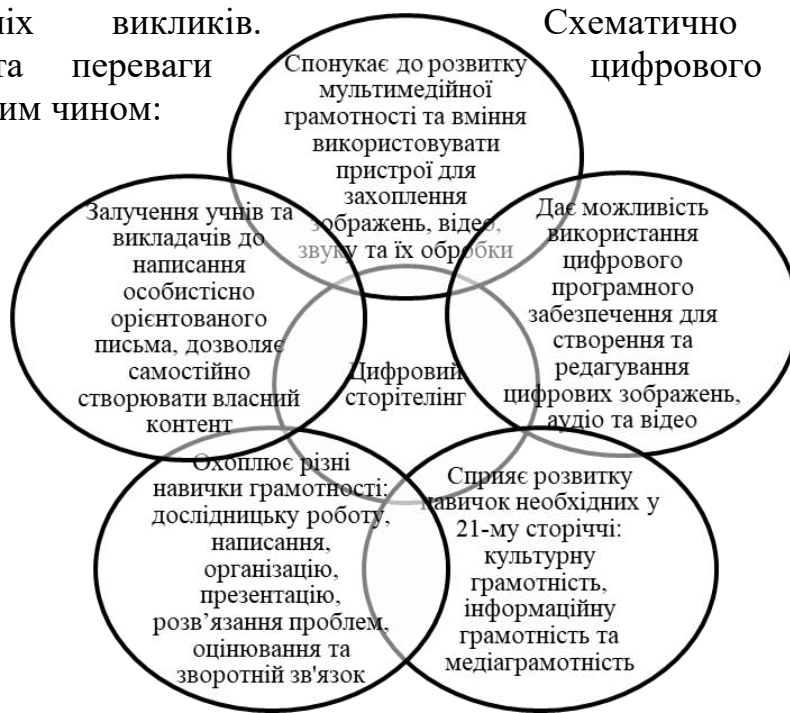 ніх викликів. Схематично
та переваги цифрового
им чином:
Спонукає до розвитку
мультимедійної
грамотності та вміння
використовувати
пристрої для
захоплення
зображень, відео,
звуку та їх обробки
Залучення учнів та
викладачів до
написання
особистісно
орієнтованого
письма, дозволяє
самостійно
створювати власний
контент
Дає можливість
використання
цифрового
програмного
забезпечення для
створення та
редагування
цифрових зображень,
аудіо та відео
Цифровий
сторітелінг
Охоплює різні
навички грамотності:
дослідницьку роботу,
написання,
організацію,
презентацію,
розв’язання проблем,
оцінювання та
зворотній зв'язок
Сприяє розвитку
навичок необхідних у
21-му сторіччі:
культурну
грамотність,
інформаційну
грамотність та
медіаграмотність